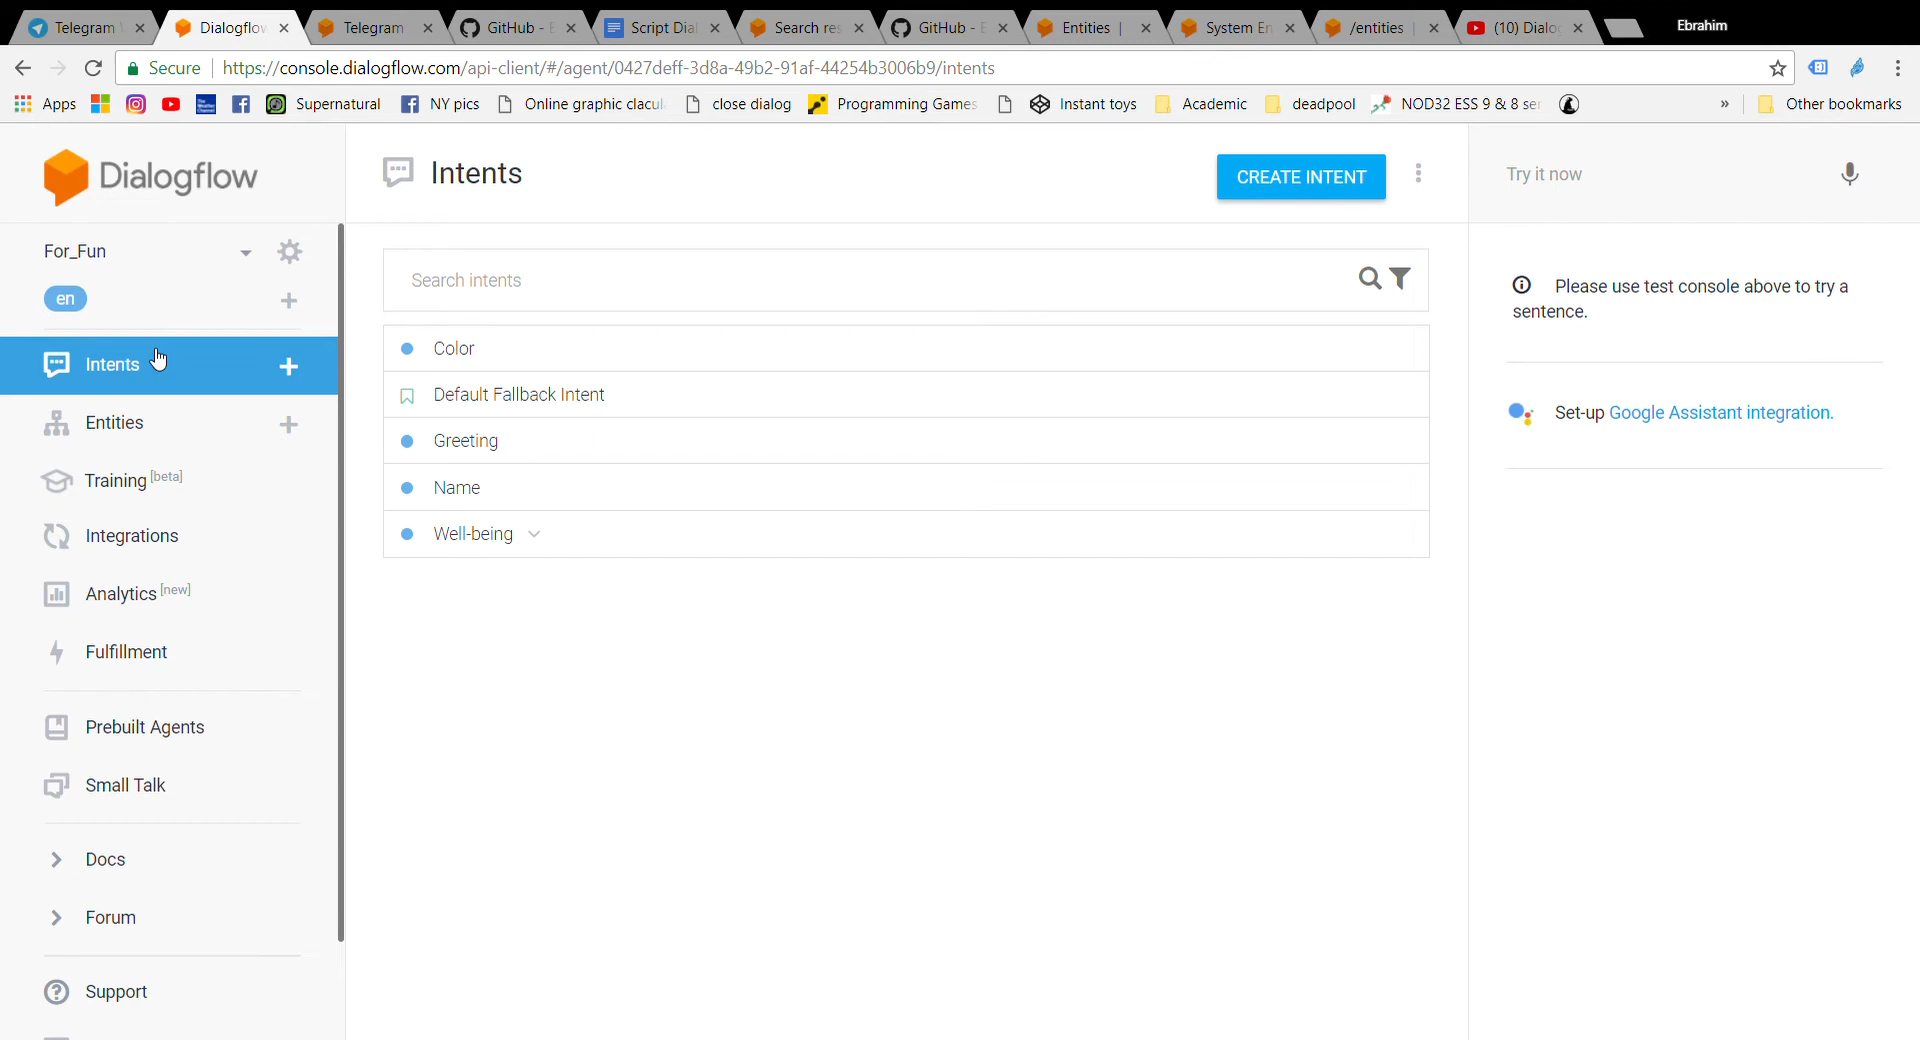 Telegram
Dialogflow
Telegram
GitHub - E
Script Dial
Search res
GitHub - E
Entities |
System En
/entities |
(10) Dialog
Ebrahim
Secure
https://console.dialogflow.com/api-client/#/agent/0427deff-3d8a-49b2-91af-44254b3006b9/intents
Apps
Supernatural
NY pics
Online graphic clacul
close dialog
Programming Games
Instant toys
Academic
deadpool
NOD32 ESS 9 & 8 ser
»
Other bookmarks
Dialogflow
Intents
CREATE INTENT
Try it now
For_Fun
en
Intents
Entities
Training [beta]
Integrations
Analytics [new]
Fulfillment
Prebuilt Agents
Small Talk
Docs
Forum
Support
Search intents
Color
Default Fallback Intent
Greeting
Name
Well-being
Please use test console above to try a
sentence.
Set-up Google Assistant integration.